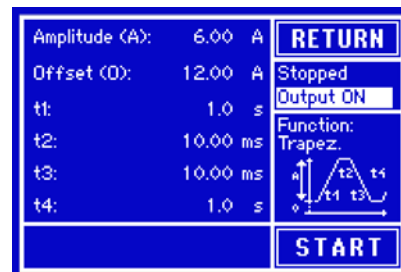 Amplitude (A): 6.00 A
RETURN
Offset (O): 12.00 A
Stopped
Output ON
t1: 1.0 s
t2: 10.00 ms
t3: 10.00 ms
t4: 1.0 s
Function:
Trapez.
A t2 t4
t1 t3
o
START